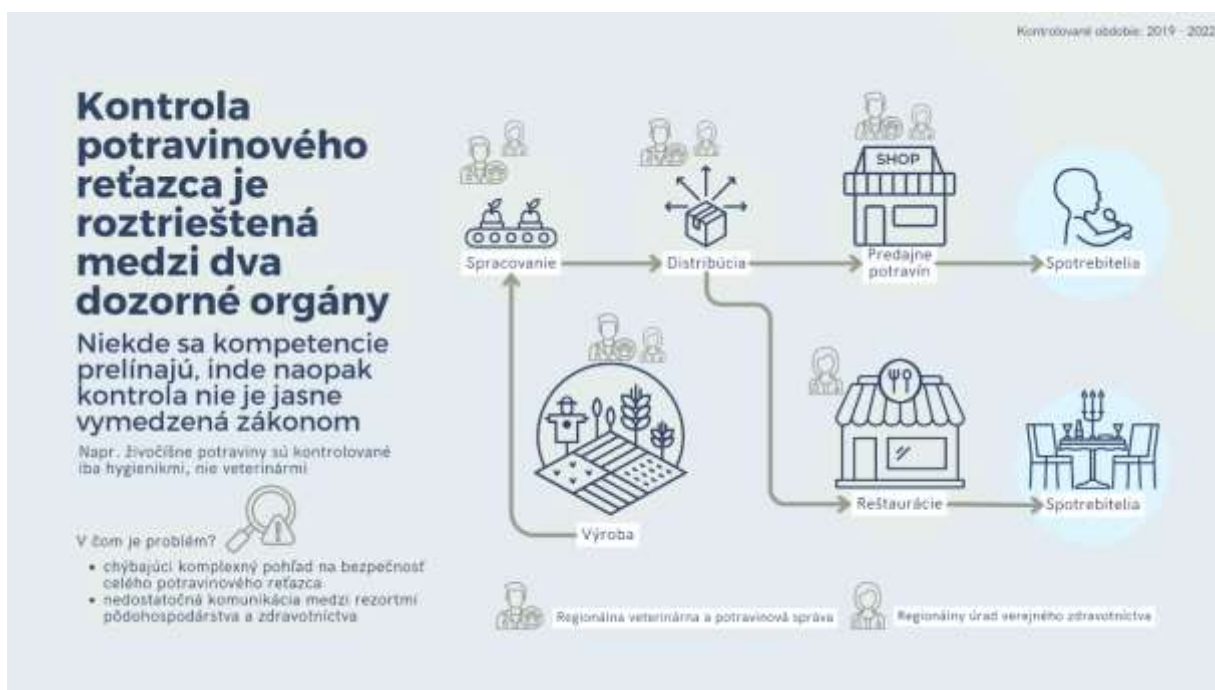 Kontrolované obdobie: 2019 - 2022
Kontrola
potravinového
reťazca je
roztrieštená
medzi dva
dozorné orgány
Niekde sa kompetencie
prelínajú, inde naopak
kontrola nie je jasne
vymedzená zákonom
Napr. živočíšne potraviny sú kontrolované
iba hygienikmi, nie veterinármi
V čom je problém?
• chýbajúci komplexný pohľad na bezpečnosť
celého potravinového reťazca
• nedostatočná komunikácia medzi rezortmi
pôdohospodárstva a zdravotníctva
SHOP
Spracovanie
Distribúcia
Predajne
potravín
Spotrebitelia
Výroba
Reštaurácie
Spotrebitelia
Regionálna veterinárna a potravinová správa
Regionálny úrad verejného zdravotníctva